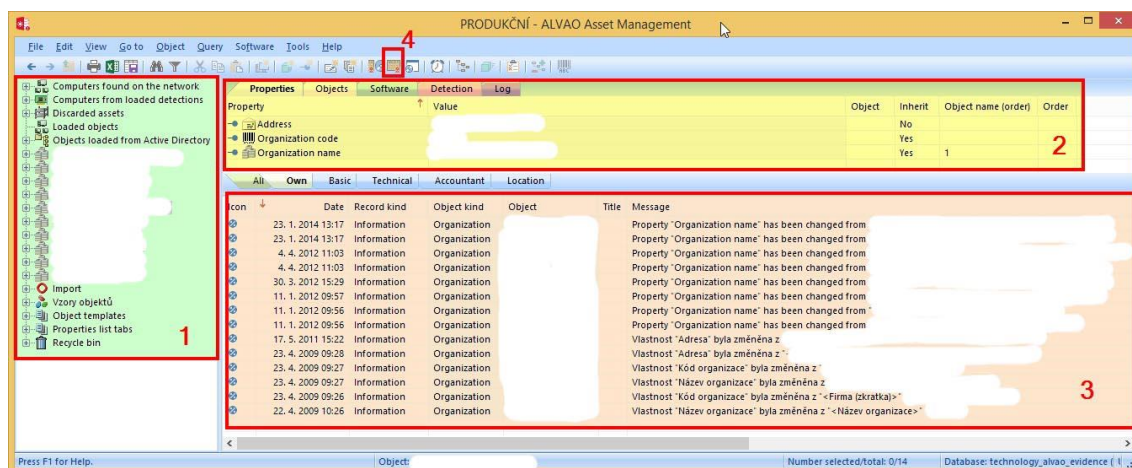 PRODUKČNÍ - ALVAO Asset Management
4
File Edit View Go to Object Query Software Tools Help
Computers found on the network
Computers from loaded detections
Discarded assets
Loaded objects
Objects loaded from Active Directory
Import
Vzory objektů
Object templates
Properties list tabs
Recycle bin
1
Properties Objects Software Detection Log
Property Value Object Inherit Object name (order) Order
Address No
Organization code Yes
Organization name Yes 1
2
All Own Basic Technical Accountant Location
Icon Date Record kind Object kind Object Title Message
23. 1. 2014 13:17 Information Organization Property "Organization name" has been changed from
23. 1. 2014 13:17 Information Organization Property "Organization name" has been changed from
4. 4. 2012 11:03 Information Organization Property "Organization name" has been changed from
4. 4. 2012 11:03 Information Organization Property "Organization name" has been changed from
30. 3. 2012 15:29 Information Organization Property "Organization name" has been changed from
11. 1. 2012 09:57 Information Organization Property "Organization name" has been changed from
11. 1. 2012 09:56 Information Organization Property "Organization name" has been changed from "
11. 1. 2012 09:56 Information Organization Property "Organization name" has been changed from
17. 5. 2011 15:22 Information Organization Vlastnost "Adresa" byla změněna z
23. 4. 2009 09:28 Information Organization Vlastnost "Adresa" byla změněna z "
23. 4. 2009 09:27 Information Organization Vlastnost "Kód organizace" byla změněna z "
23. 4. 2009 09:27 Information Organization Vlastnost "Název organizace" byla změněna z
23. 4. 2009 09:26 Information Organization Vlastnost "Kód organizace" byla změněna z "<Firma (zkratka)>"
22. 4. 2009 10:26 Information Organization Vlastnost "Název organizace" byla změněna z "<Název organizace>"
3
Press F1 for Help. Object: Number selected/total: 0/14 Database: technology_alvao_evidence (